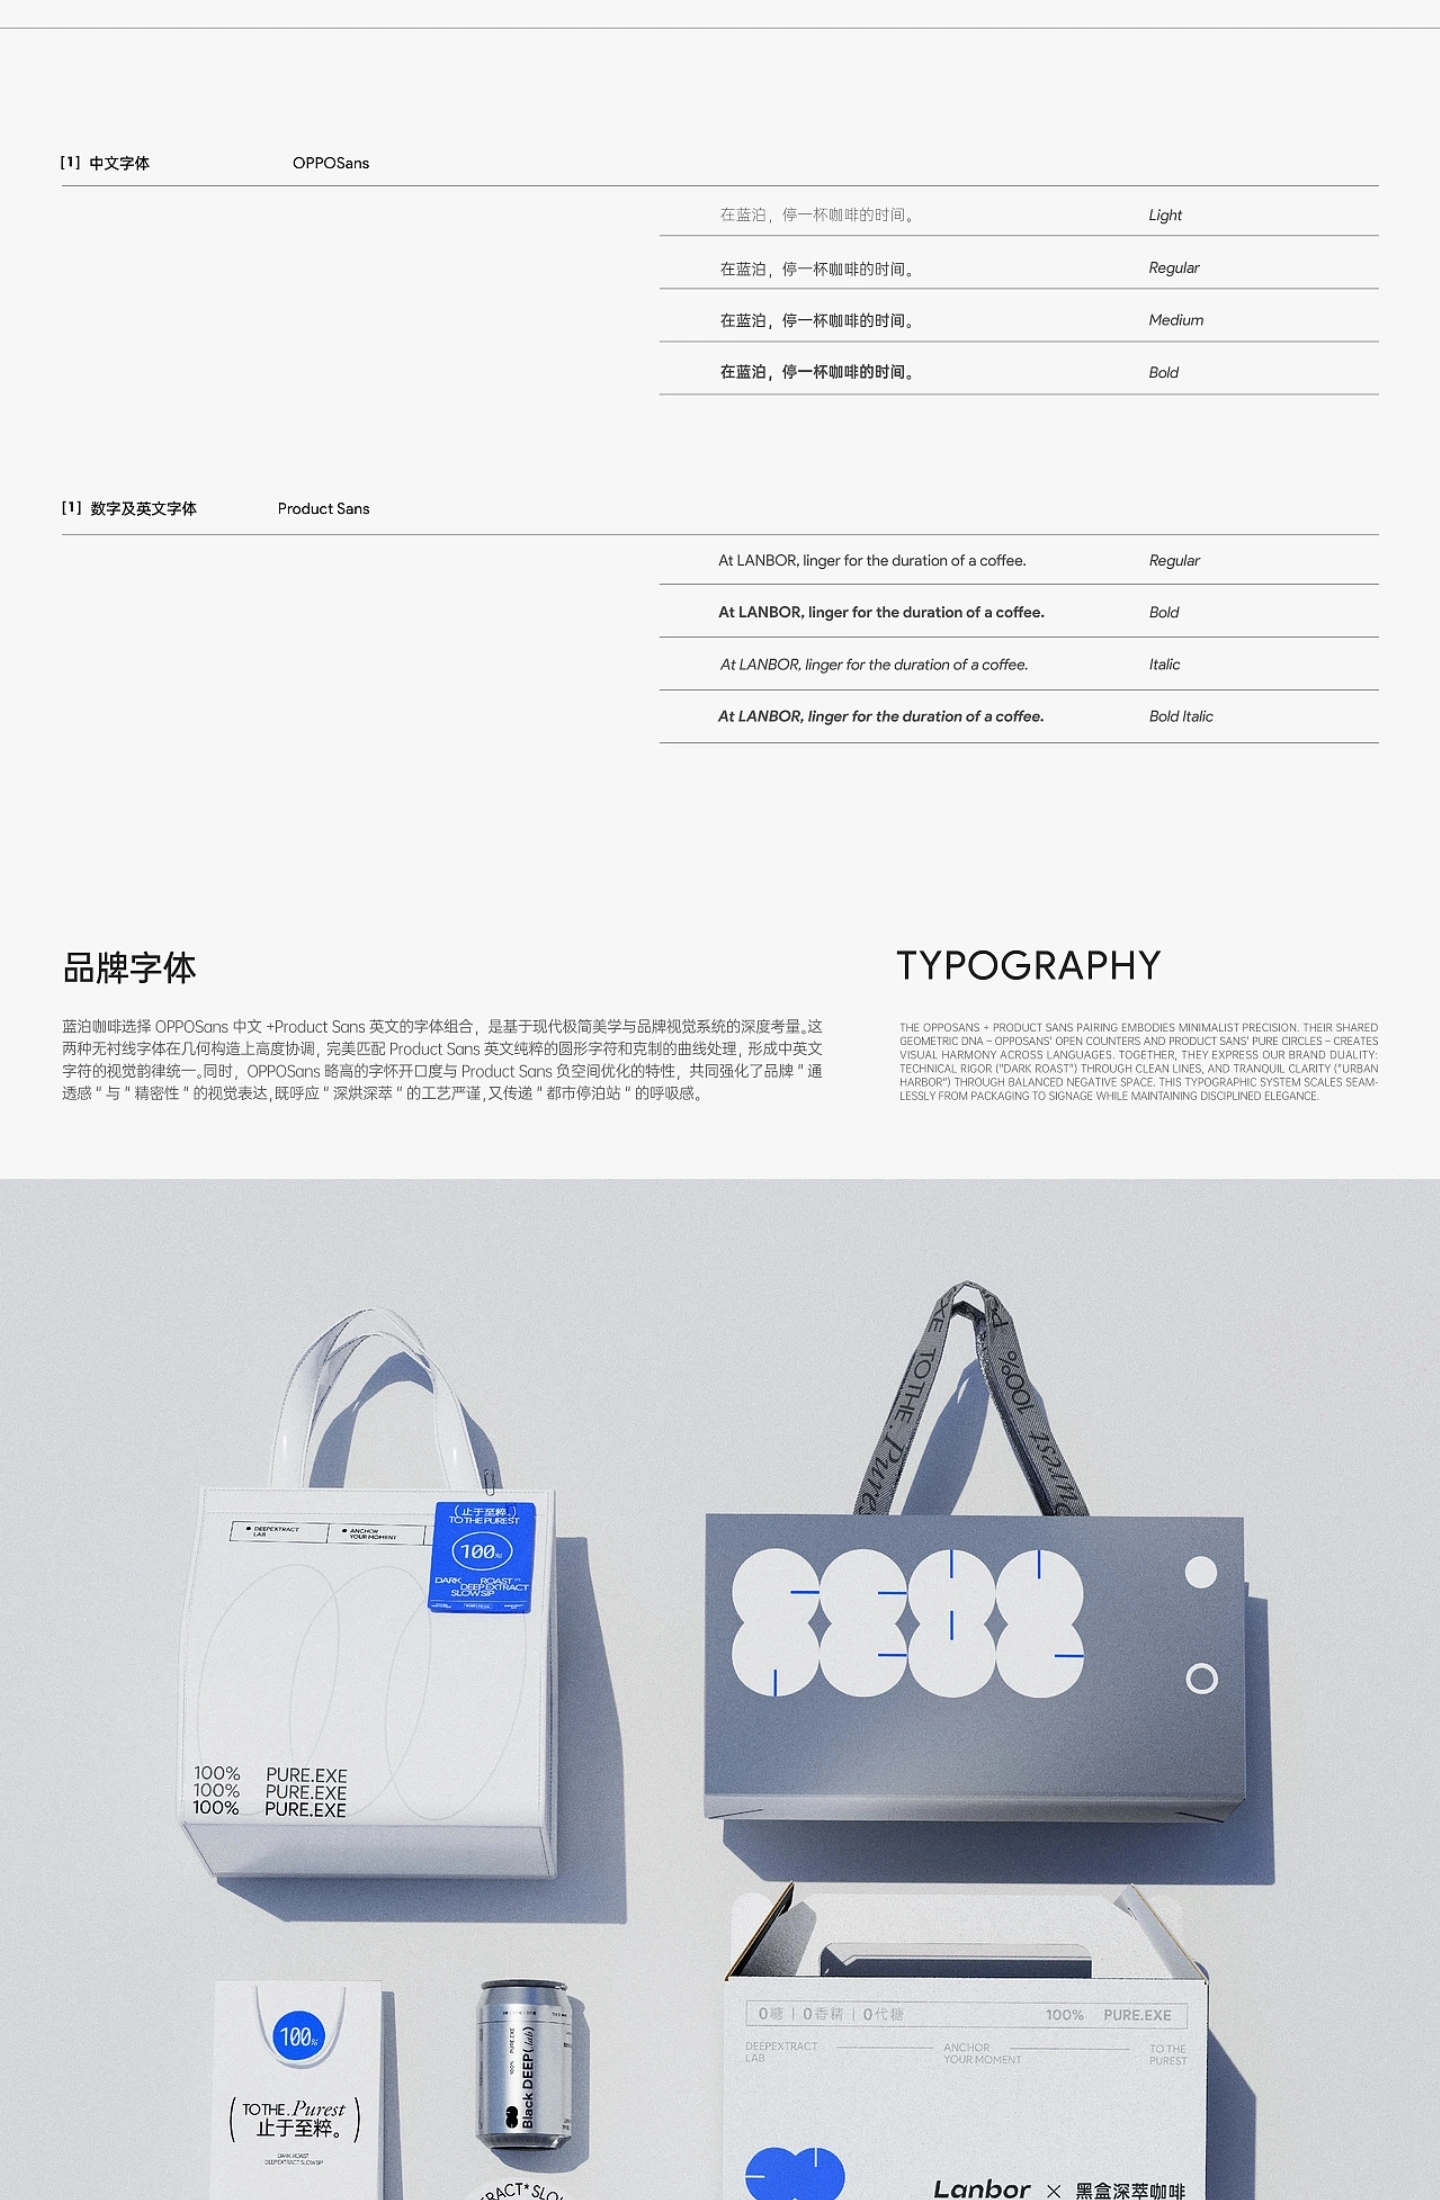 [1] 中文字体 OPPOSans
在蓝泊，停一杯咖啡的时间。 Light
在蓝泊，停一杯咖啡的时间。 Regular
在蓝泊，停一杯咖啡的时间。 Medium
在蓝泊，停一杯咖啡的时间。 Bold
[1] 数字及英文字体 Product Sans
At LANBOR, linger for the duration of a coffee. Regular
At LANBOR, linger for the duration of a coffee. Bold
At LANBOR, linger for the duration of a coffee. Italic
At LANBOR, linger for the duration of a coffee. Bold Italic
品牌字体
蓝泊咖啡选择 OPPOSans 中文 +Product Sans 英文的字体组合，是基于现代极简美学与品牌视觉系统的深度考量。这
两种无衬线字体在几何构造上高度协调，完美匹配 Product Sans 英文纯粹的圆形字符和克制的曲线处理，形成中英文
字符的视觉韵律统一。同时，OPPOSans 略高的字怀开口度与 Product Sans 负空间优化的特性，共同强化了品牌 " 通
透感 " 与 " 精密性 " 的视觉表达，既呼应 " 深烘深萃 " 的工艺严谨，又传递 " 都市停泊站 " 的呼吸感。
TYPOGRAPHY
THE OPPOSANS + PRODUCT SANS PAIRING EMBODIES MINIMALIST PRECISION. THEIR SHARED
GEOMETRIC DNA – OPPOSANS' OPEN COUNTERS AND PRODUCT SANS' PURE CIRCLES – CREATES
VISUAL HARMONY ACROSS LANGUAGES. TOGETHER, THEY EXPRESS OUR BRAND DUALITY:
TECHNICAL RIGOR ("DARK ROAST") THROUGH CLEAN LINES, AND TRANQUIL CLARITY ("URBAN
HARBOR") THROUGH BALANCED NEGATIVE SPACE. THIS TYPOGRAPHIC SYSTEM SCALES SEAM-
LESSLY FROM PACKAGING TO SIGNAGE WHILE MAINTAINING DISCIPLINED ELEGANCE.
DEEPEXTRACT
LAB
ANCHOR
YOUR MOMENT
(止于至粹。)
TO THE PUREST
100%
DARK ROAST
DEEP EXTRACT
SLOW SIP
100% PURE.EXE
100% PURE.EXE
100% PURE.EXE
EXE TO THE. Pures
100% Purest
100%
(TO THE. Purest
止于至粹。)
DARK ROAST
DEEPEXTRACT SLOW SIP
100% PURE.EXE
Black DEEP(lab)
RACT* SLO
0糖 | 0香精 | 0代糖 100% PURE.EXE
DEEPEXTRACT
LAB
ANCHOR
YOUR MOMENT
TO THE
PUREST
Lanbor × 黑盒深萃咖啡